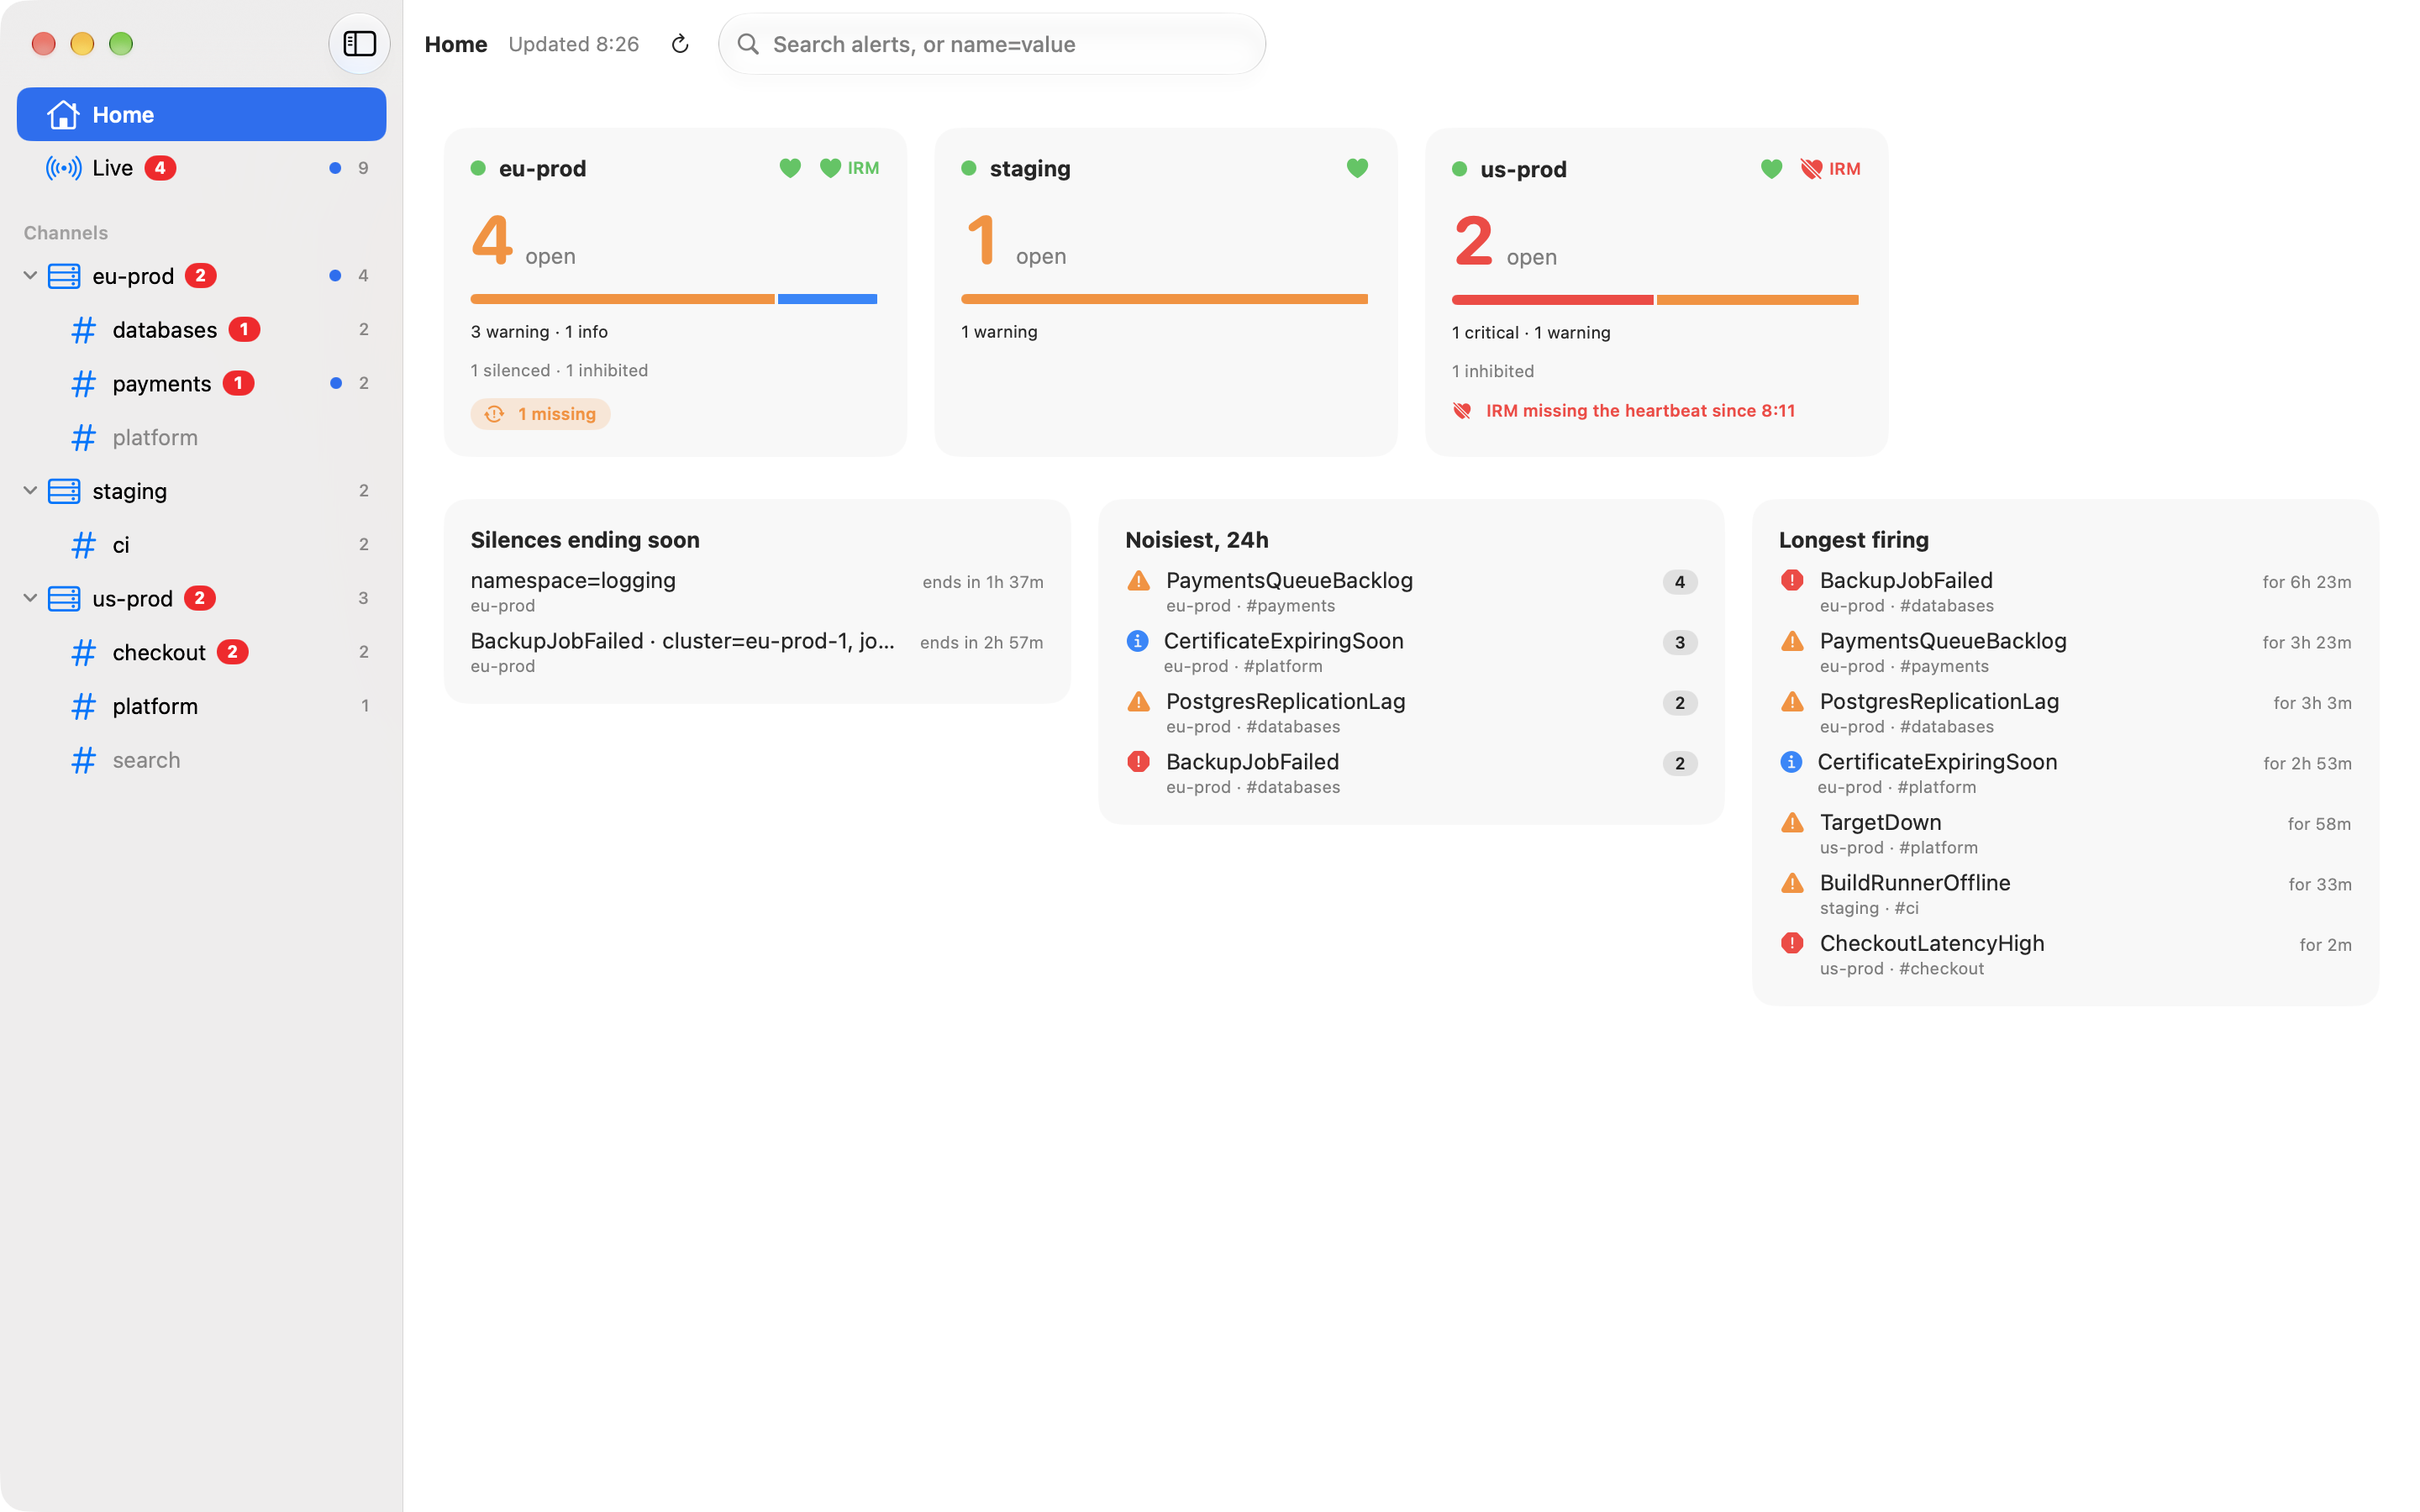 Home
Live 4 9
Channels
eu-prod 2 4
databases 1 2
payments 1 2
platform
staging 2
ci 2
us-prod 2 3
checkout 2 2
platform 1
search
Home Updated 8:26 Search alerts, or name=value
eu-prod IRM
4 open
3 warning · 1 info
1 silenced · 1 inhibited
1 missing
staging
1 open
1 warning
us-prod IRM
2 open
1 critical · 1 warning
1 inhibited
IRM missing the heartbeat since 8:11
Silences ending soon
namespace=logging ends in 1h 37m
eu-prod
BackupJobFailed · cluster=eu-prod-1, jo... ends in 2h 57m
eu-prod
Noisiest, 24h
PaymentsQueueBacklog 4
eu-prod · #payments
CertificateExpiringSoon 3
eu-prod · #platform
PostgresReplicationLag 2
eu-prod · #databases
BackupJobFailed 2
eu-prod · #databases
Longest firing
BackupJobFailed for 6h 23m
eu-prod · #databases
PaymentsQueueBacklog for 3h 23m
eu-prod · #payments
PostgresReplicationLag for 3h 3m
eu-prod · #databases
CertificateExpiringSoon for 2h 53m
eu-prod · #platform
TargetDown for 58m
us-prod · #platform
BuildRunnerOffline for 33m
staging · #ci
CheckoutLatencyHigh for 2m
us-prod · #checkout